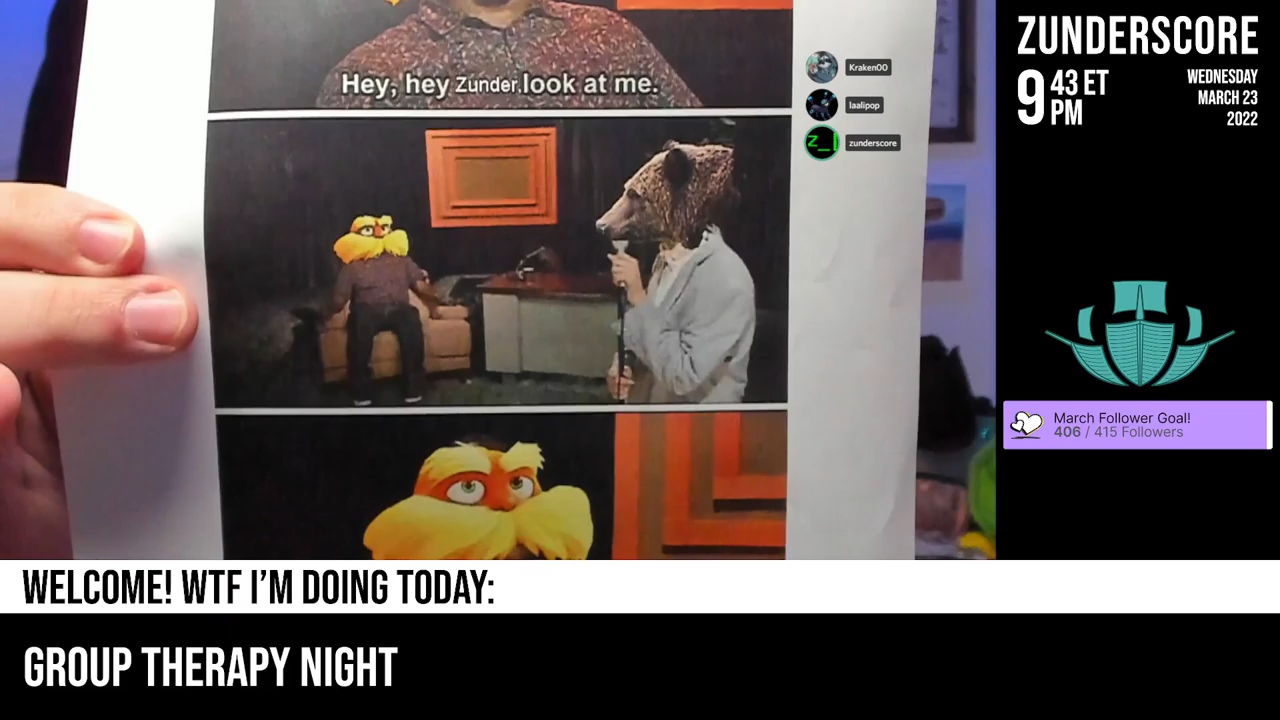 Hey, hey Zunder, look at me.
Kraken00
laalipop
zunderscore
z_
ZUNDERSCORE
9 43 ET
PM
WEDNESDAY
MARCH 23
2022
March Follower Goal!
406 / 415 Followers
WELCOME! WTF I'M DOING TODAY:
GROUP THERAPY NIGHT